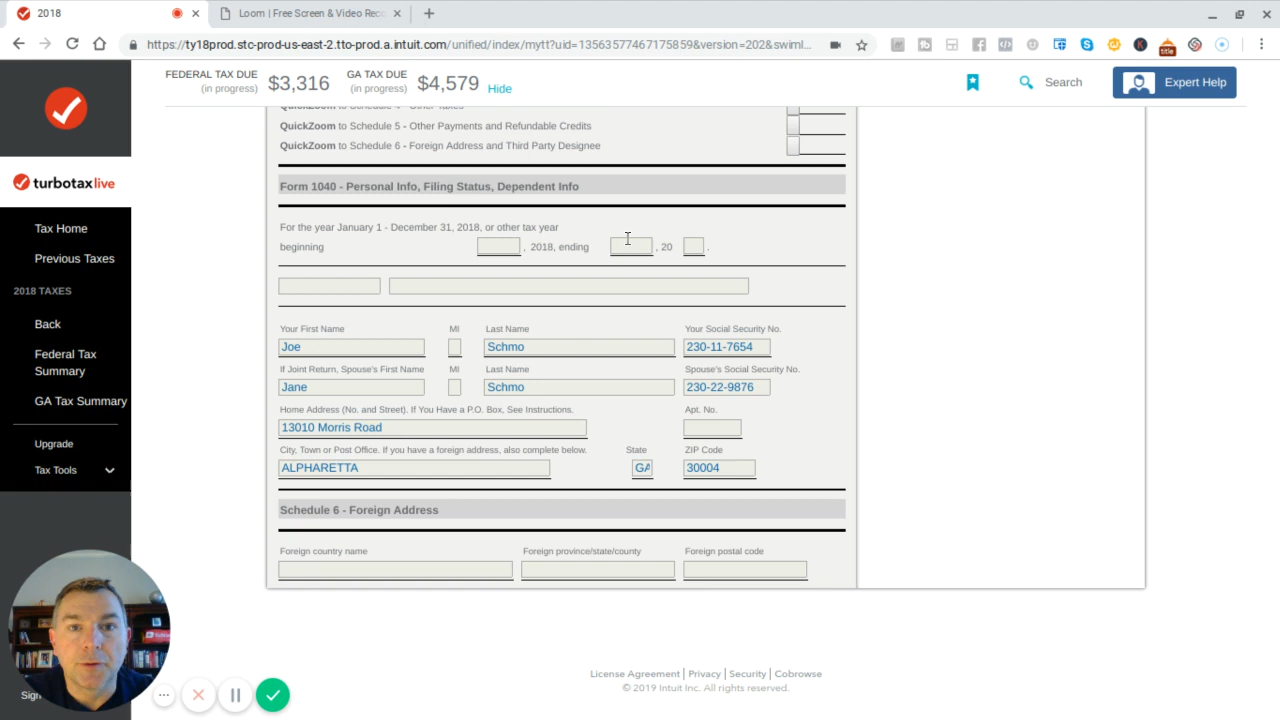 2018
Loom | Free Screen & Video Rec
https://ty18prod.stc-prod-us-east-2.tto-prod.a.intuit.com/unified/index/mytt?uid=13563577467175859&version=202&swiml...
FEDERAL TAX DUE
(in progress)
$3,316
GA TAX DUE
(in progress)
$4,579
Hide
Search
Expert Help
turbotaxlive
Tax Home
Previous Taxes
2018 TAXES
Back
Federal Tax
Summary
GA Tax Summary
Upgrade
Tax Tools
QuickZoom to Schedule 4 - Other Taxes
QuickZoom to Schedule 5 - Other Payments and Refundable Credits
QuickZoom to Schedule 6 - Foreign Address and Third Party Designee
Form 1040 - Personal Info, Filing Status, Dependent Info
For the year January 1 - December 31, 2018, or other tax year
beginning , 2018, ending , 20 .
Your First Name MI Last Name Your Social Security No.
Joe Schmo 230-11-7654
If Joint Return, Spouse's First Name MI Last Name Spouse's Social Security No.
Jane Schmo 230-22-9876
Home Address (No. and Street). If You Have a P.O. Box, See Instructions. Apt. No.
13010 Morris Road
City, Town or Post Office. If you have a foreign address, also complete below. State ZIP Code
ALPHARETTA GA 30004
Schedule 6 - Foreign Address
Foreign country name Foreign province/state/county Foreign postal code
Sign
License Agreement | Privacy | Security | Cobrowse
© 2019 Intuit Inc. All rights reserved.